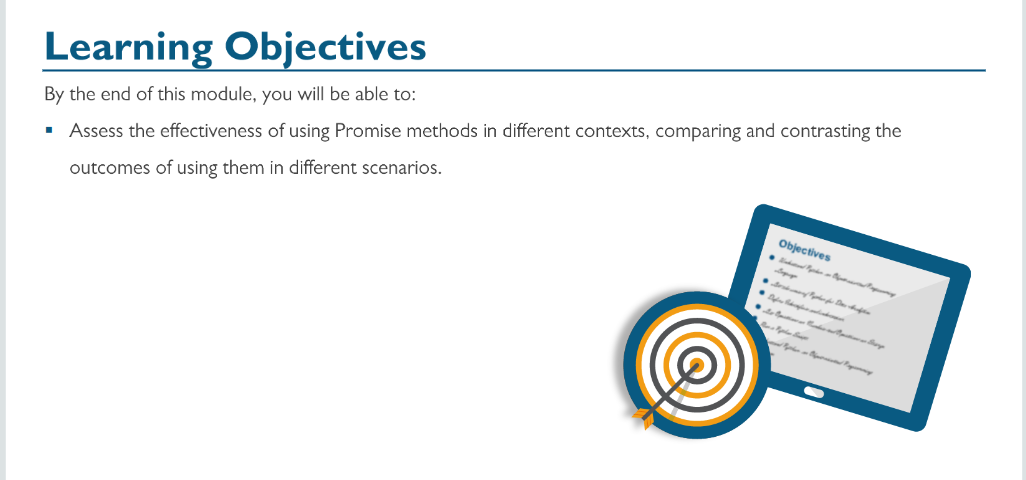 Learning Objectives
By the end of this module, you will be able to:
▪ Assess the effectiveness of using Promise methods in different contexts, comparing and contrasting the
outcomes of using them in different scenarios.
Objectives